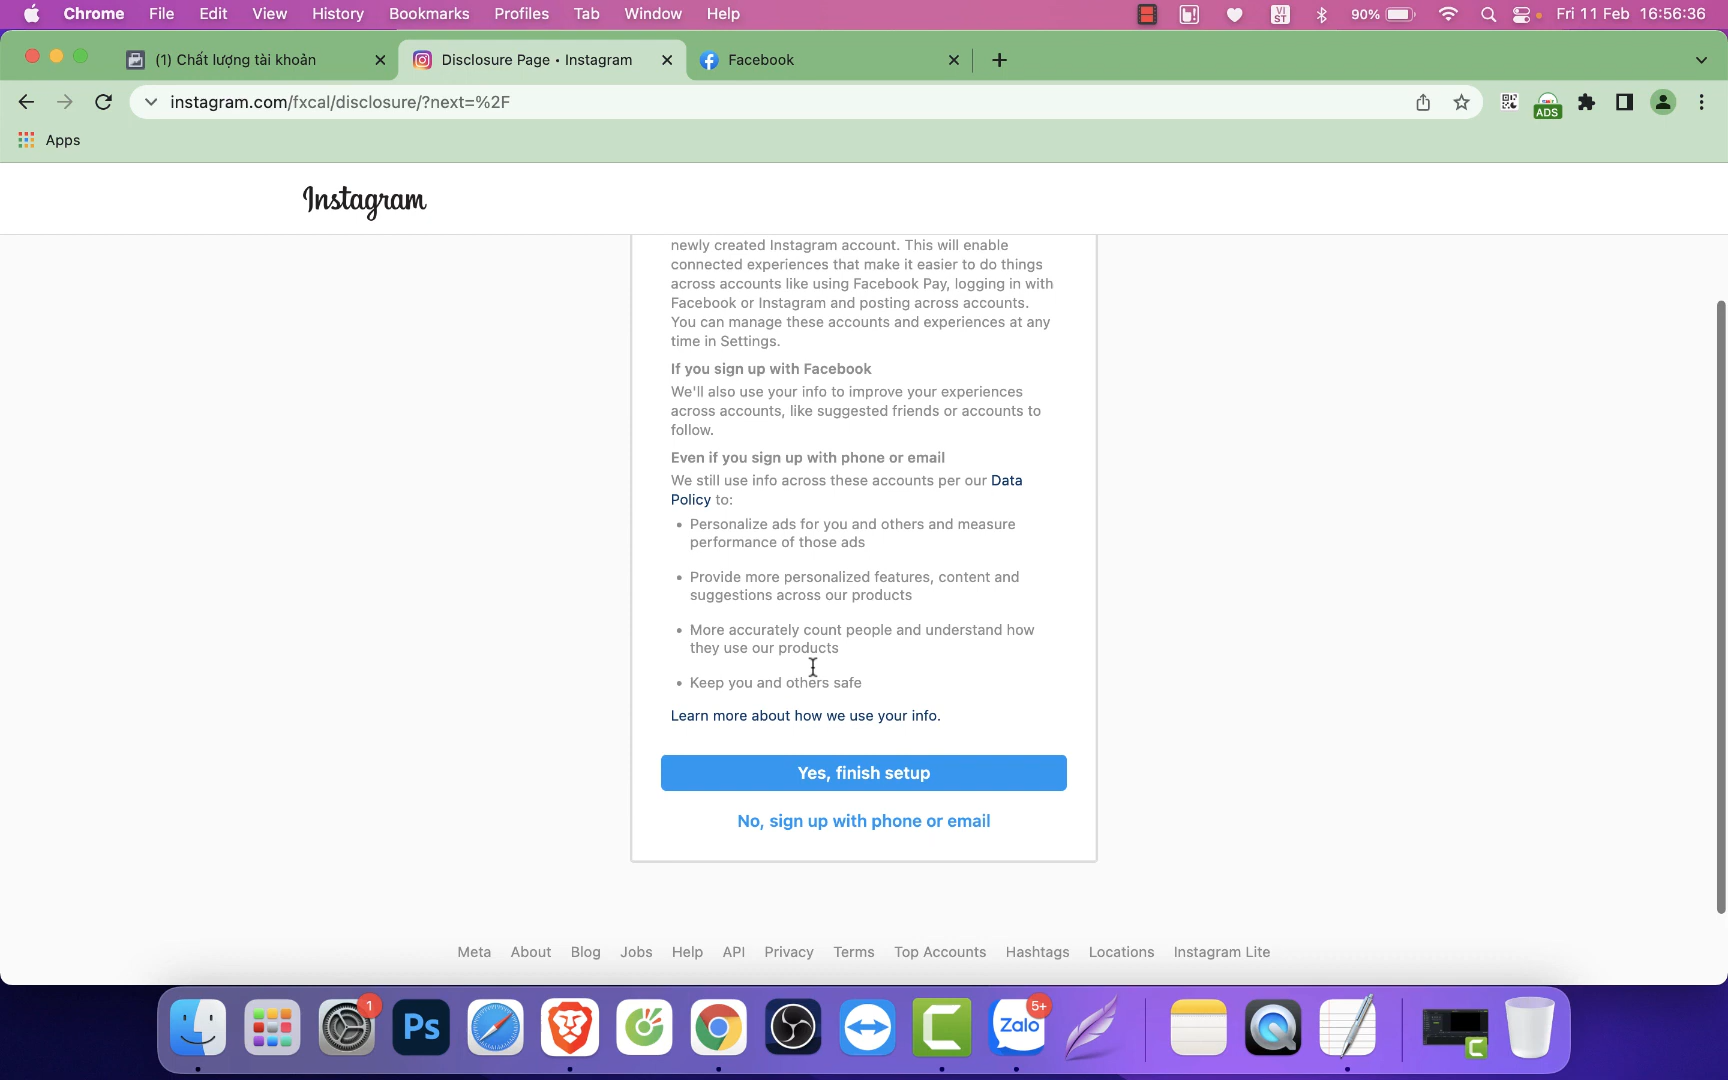 Chrome File Edit View History Bookmarks Profiles Tab Window Help VI ST 90% Fri 11 Feb 16:56:36
(1) Chất lượng tài khoản Disclosure Page • Instagram Facebook
instagram.com/fxcal/disclosure/?next=%2F ADS
Apps
Instagram
newly created Instagram account. This will enable
connected experiences that make it easier to do things
across accounts like using Facebook Pay, logging in with
Facebook or Instagram and posting across accounts.
You can manage these accounts and experiences at any
time in Settings.
If you sign up with Facebook
We'll also use your info to improve your experiences
across accounts, like suggested friends or accounts to
follow.
Even if you sign up with phone or email
We still use info across these accounts per our Data
Policy to:
• Personalize ads for you and others and measure
performance of those ads
• Provide more personalized features, content and
suggestions across our products
• More accurately count people and understand how
they use our products
• Keep you and others safe
Learn more about how we use your info.
Yes, finish setup
No, sign up with phone or email
Meta About Blog Jobs Help API Privacy Terms Top Accounts Hashtags Locations Instagram Lite
1 Ps Zalo 5+